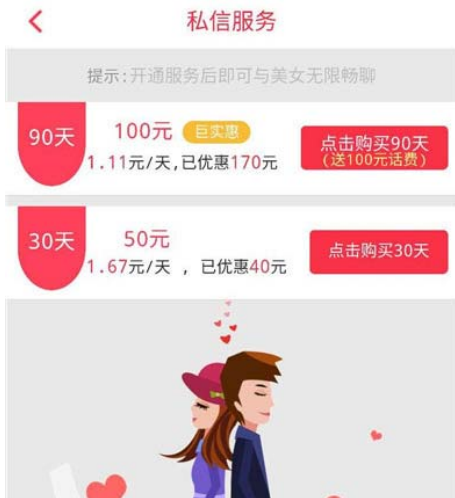 私信服务
提示:开通服务后即可与美女无限畅聊
90天
100元 巨实惠
1.11元/天,已优惠170元
点击购买90天
(送100元话费)
30天
50元
1.67元/天 , 已优惠40元
点击购买30天